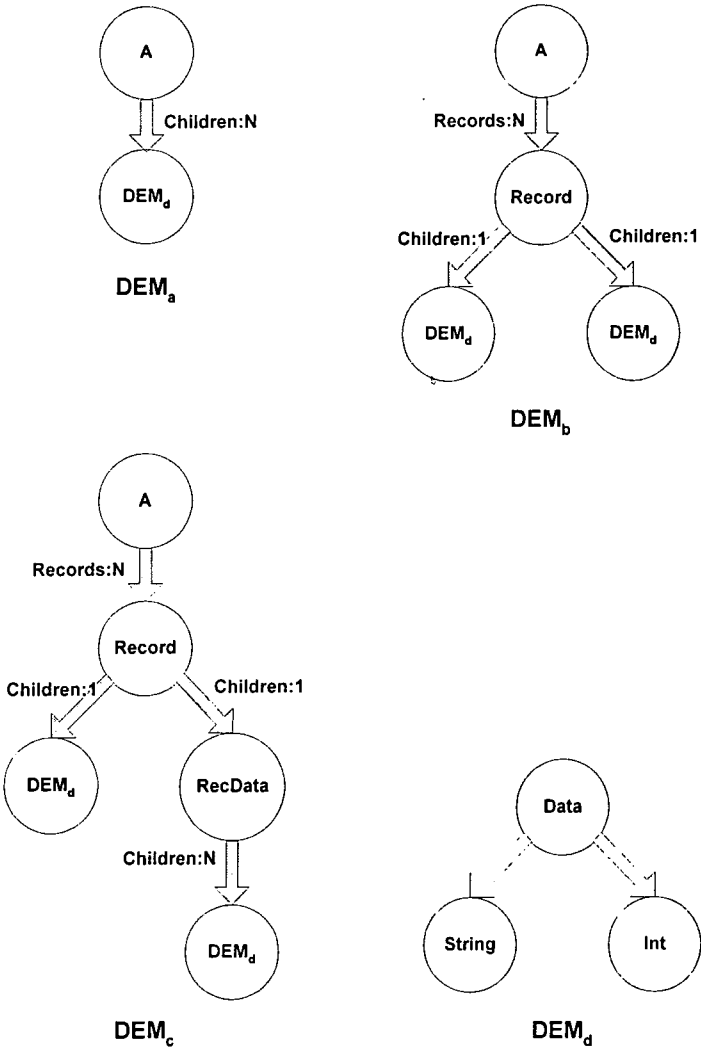 A
Children:N
DEMd
DEMa
A
Records:N
Record
Children:1
Children:1
DEMd
DEMd
DEMb
A
Records:N
Record
Children:1
Children:1
DEMd
RecData
Children:N
DEMd
DEMc
Data
String
Int
DEMd